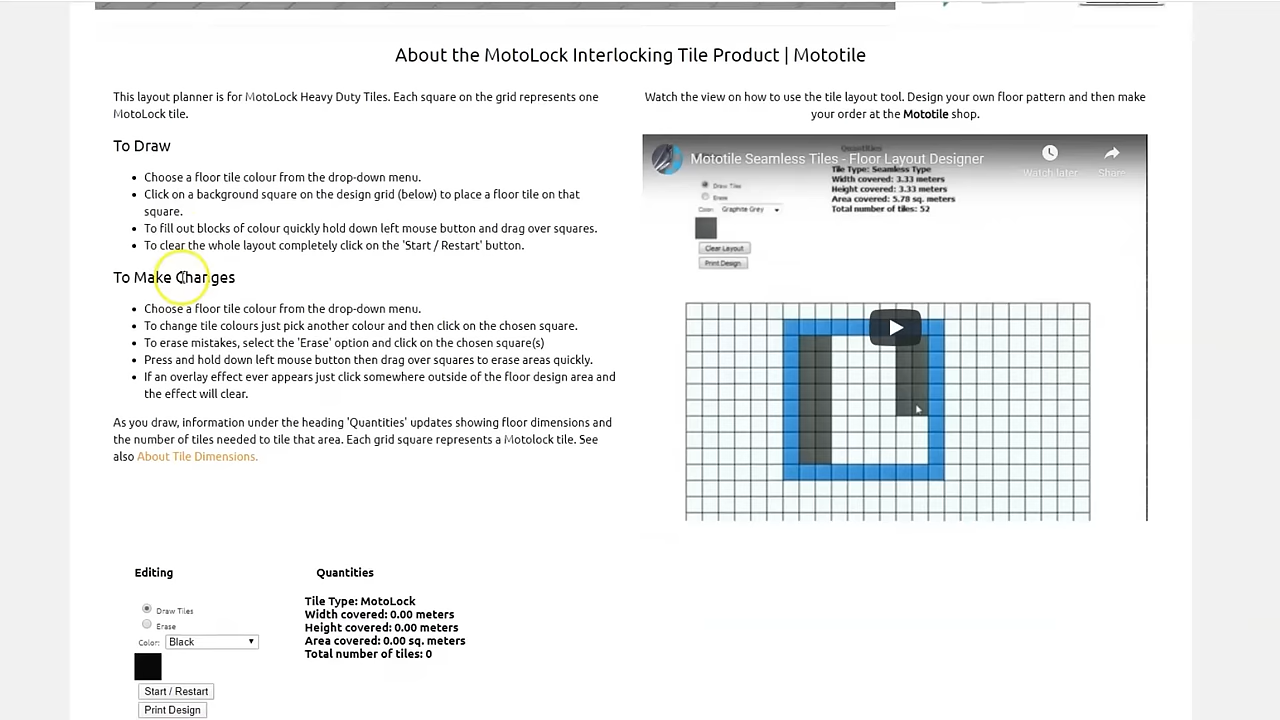 About the MotoLock Interlocking Tile Product | Mototile
This layout planner is for MotoLock Heavy Duty Tiles. Each square on the grid represents one
MotoLock tile.
To Draw
Choose a floor tile colour from the drop-down menu.
Click on a background square on the design grid (below) to place a floor tile on that
square.
To fill out blocks of colour quickly hold down left mouse button and drag over squares.
To clear the whole layout completely click on the 'Start / Restart' button.
To Make Changes
Choose a floor tile colour from the drop-down menu.
To change tile colours just pick another colour and then click on the chosen square.
To erase mistakes, select the 'Erase' option and click on the chosen square(s)
Press and hold down left mouse button then drag over squares to erase areas quickly.
If an overlay effect ever appears just click somewhere outside of the floor design area and
the effect will clear.
As you draw, information under the heading 'Quantities' updates showing floor dimensions and
the number of tiles needed to tile that area. Each grid square represents a Motolock tile. See
also About Tile Dimensions.
Watch the view on how to use the tile layout tool. Design your own floor pattern and then make
your order at the Mototile shop.
Quantities
Mototile Seamless Tiles - Floor Layout Designer
Watch later
Share
Tile Type: Seamless Type
Width covered: 3.33 meters
Height covered: 3.33 meters
Area covered: 5.78 sq. meters
Total number of tiles: 52
Draw Tiles
Erase
Color: Graphite Grey
Clear Layout
Print Design
Editing
Draw Tiles
Erase
Color: Black
Start / Restart
Print Design
Quantities
Tile Type: MotoLock
Width covered: 0.00 meters
Height covered: 0.00 meters
Area covered: 0.00 sq. meters
Total number of tiles: 0